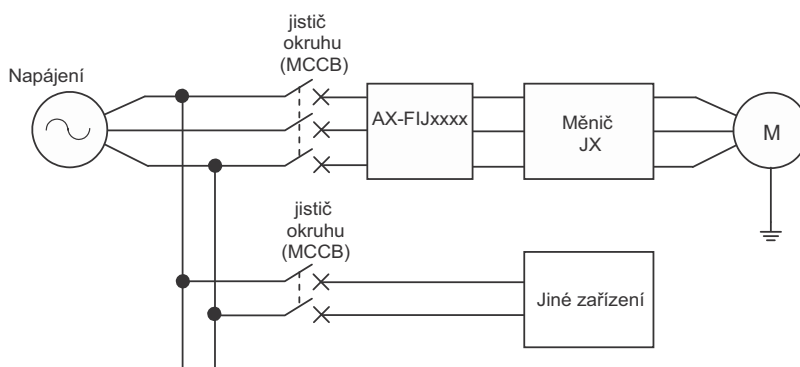 jistič
okruhu
(MCCB)
Napájení
AX-FIJxxxx
Měnič
JX
M
jistič
okruhu
(MCCB)
Jiné zařízení